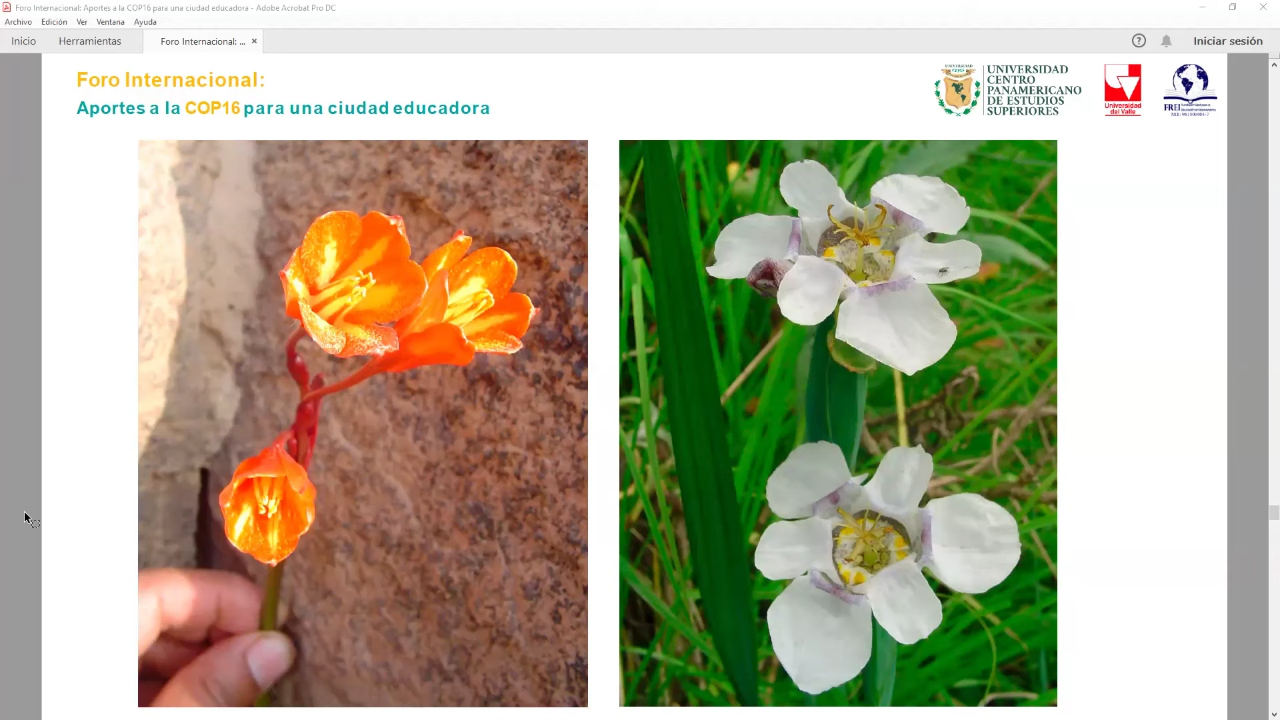 Foro Internacional: Aportes a la COP16 para una ciudad educadora - Adobe Acrobat Pro DC
Archivo Edición Ver Ventana Ayuda
Inicio Herramientas Foro Internacional: ... × Iniciar sesión
Foro Internacional:
Aportes a la COP16 para una ciudad educadora
UNIVERSIDAD
CENTRO
PANAMERICANO
DE ESTUDIOS
SUPERIORES
Universidad
del Valle
FREI